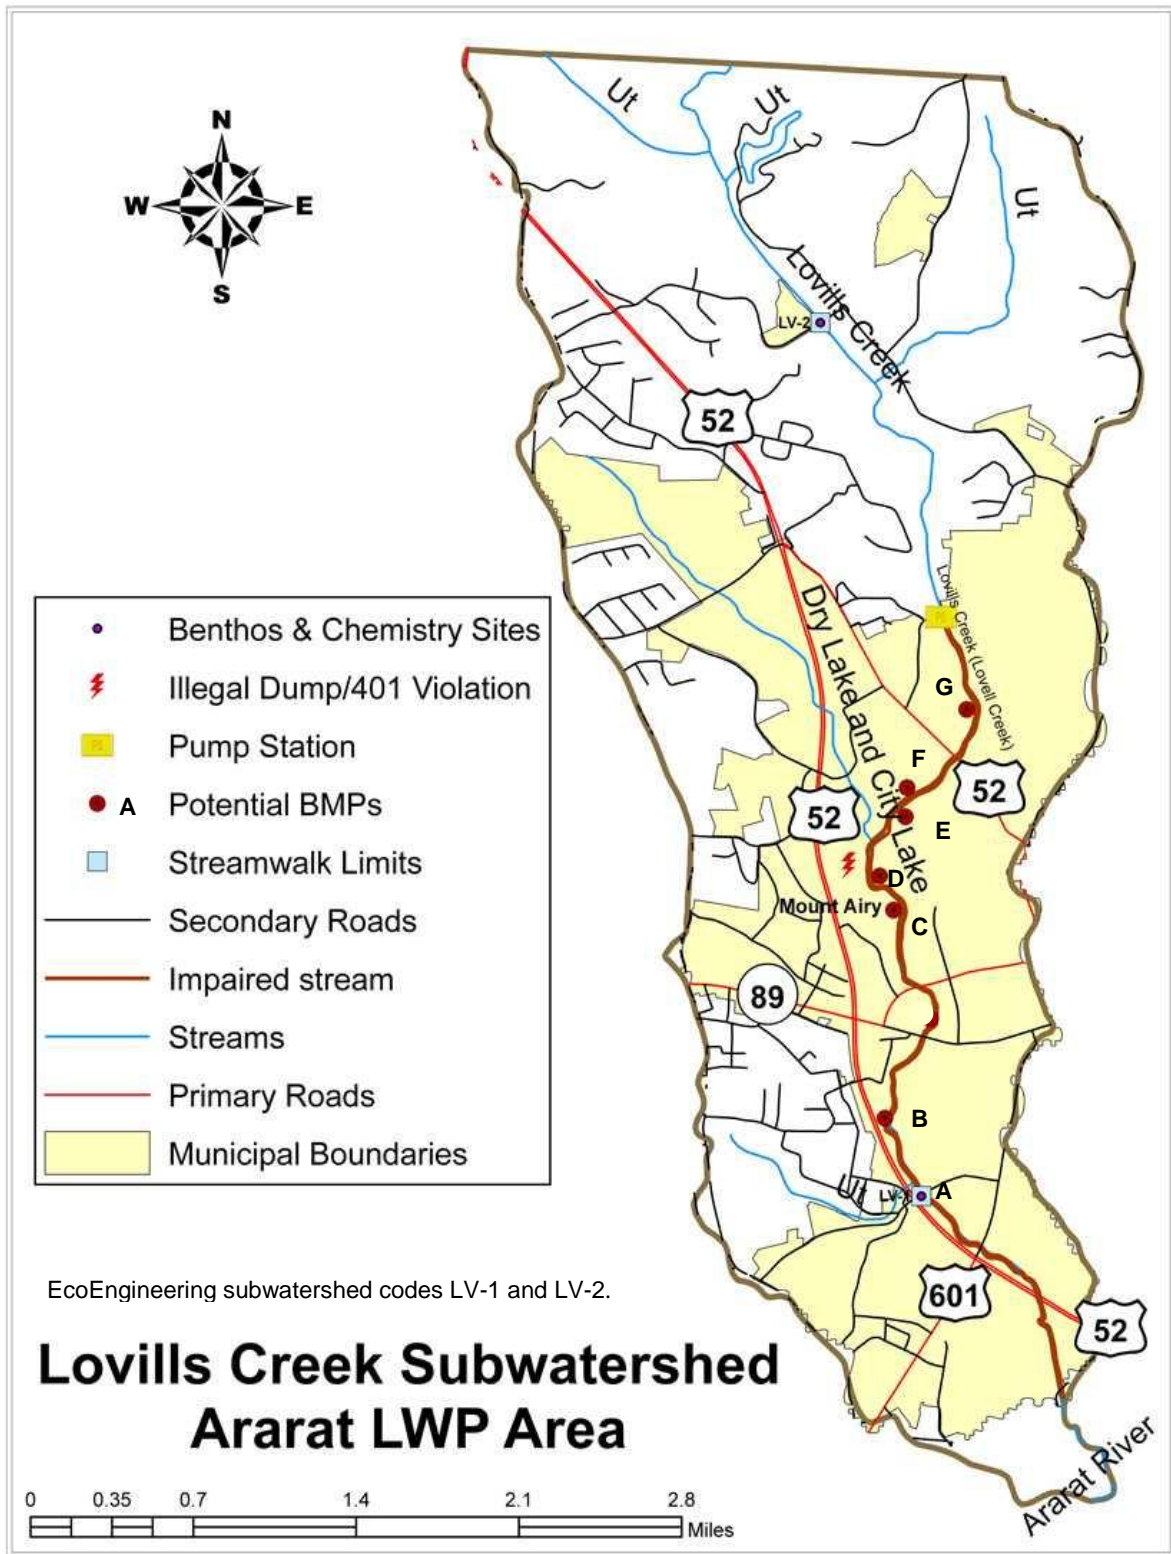 Ut
Ut
Ut
N
W
E
S
Lovills Creek
LV-2
52
Dry Lake and City Lake
Lovills Creek (Lovell Creek)
PS
G
F
52
52
E
D
Mount Airy
C
89
B
Ut
A
601
52
Ararat River
Benthos & Chemistry Sites
Illegal Dump/401 Violation
PS
Pump Station
A
Potential BMPs
Streamwalk Limits
Secondary Roads
Impaired stream
Streams
Primary Roads
Municipal Boundaries
EcoEngineering subwatershed codes LV-1 and LV-2.
Lovills Creek Subwatershed
Ararat LWP Area
0 0.35 0.7 1.4 2.1 2.8
Miles